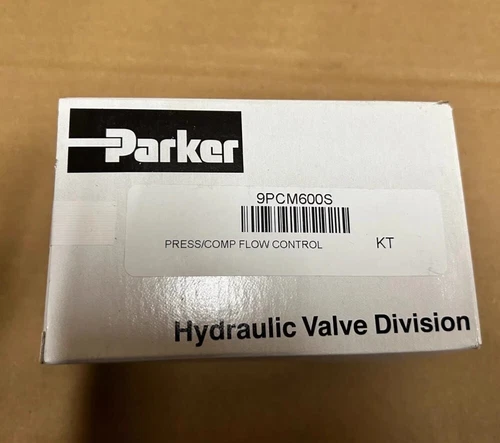 Parker
9PCM600S
PRESS/COMP FLOW CONTROL KT
Hydraulic Valve Division